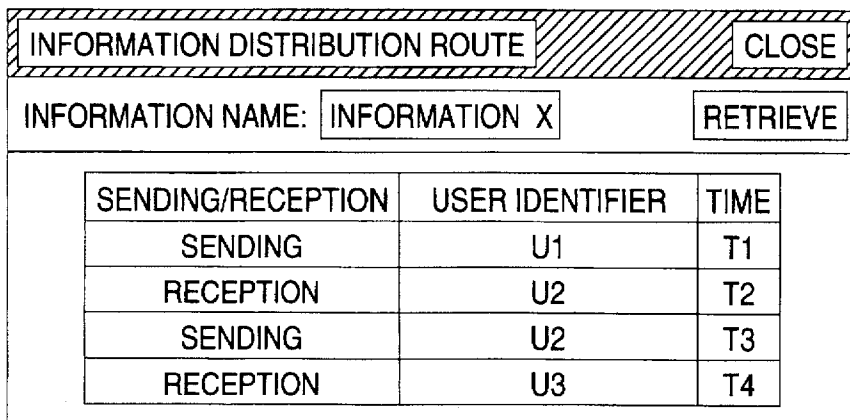 INFORMATION DISTRIBUTION ROUTE CLOSE
INFORMATION NAME: INFORMATION X RETRIEVE
SENDING/RECEPTION USER IDENTIFIER TIME
SENDING U1 T1
RECEPTION U2 T2
SENDING U2 T3
RECEPTION U3 T4